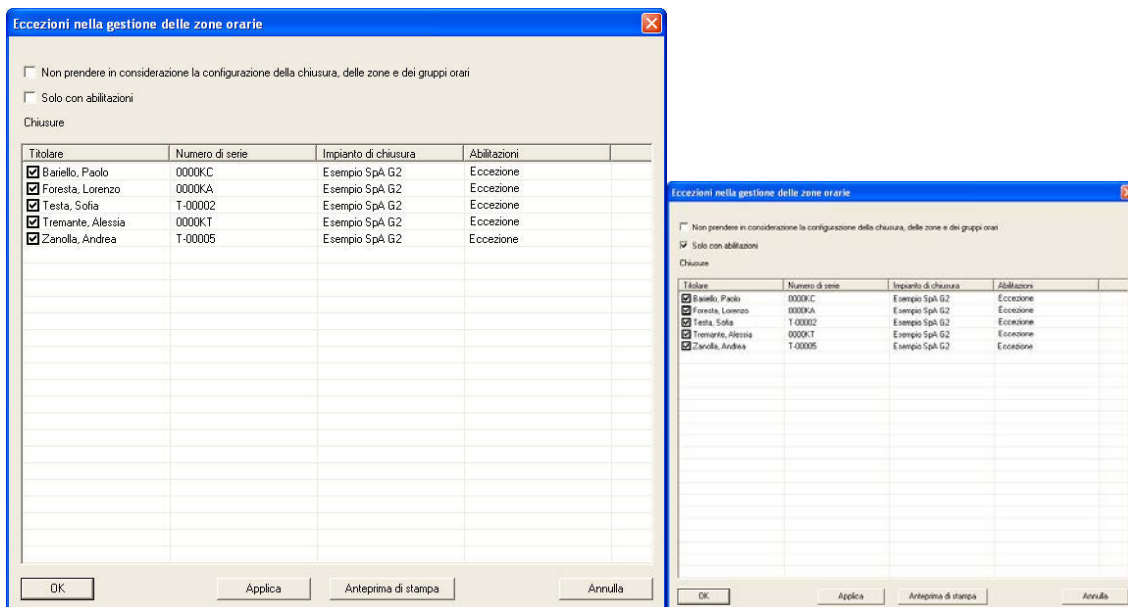 Eccezioni nella gestione delle zone orarie
Non prendere in considerazione la configurazione della chiusura, delle zone e dei gruppi orari
Solo con abilitazioni
Chiusure
Titolare Numero di serie Impianto di chiusura Abilitazioni
Bariello, Paolo 0000KC Esempio SpA G2 Eccezione
Foresta, Lorenzo 0000KA Esempio SpA G2 Eccezione
Testa, Sofia T-00002 Esempio SpA G2 Eccezione
Tremante, Alessia 0000KT Esempio SpA G2 Eccezione
Zanolla, Andrea T-00005 Esempio SpA G2 Eccezione
OK Applica Anteprima di stampa Annulla
Eccezioni nella gestione delle zone orarie
Non prendere in considerazione la configurazione della chiusura, delle zone e dei gruppi orari
Solo con abilitazioni
Chiusure
Titolare Numero di serie Impianto di chiusura Abilitazioni
Bariello, Paolo 0000KC Esempio SpA G2 Eccezione
Foresta, Lorenzo 0000KA Esempio SpA G2 Eccezione
Testa, Sofia T-00002 Esempio SpA G2 Eccezione
Tremante, Alessia 0000KT Esempio SpA G2 Eccezione
Zanolla, Andrea T-00005 Esempio SpA G2 Eccezione
OK Applica Anteprima di stampa Annulla